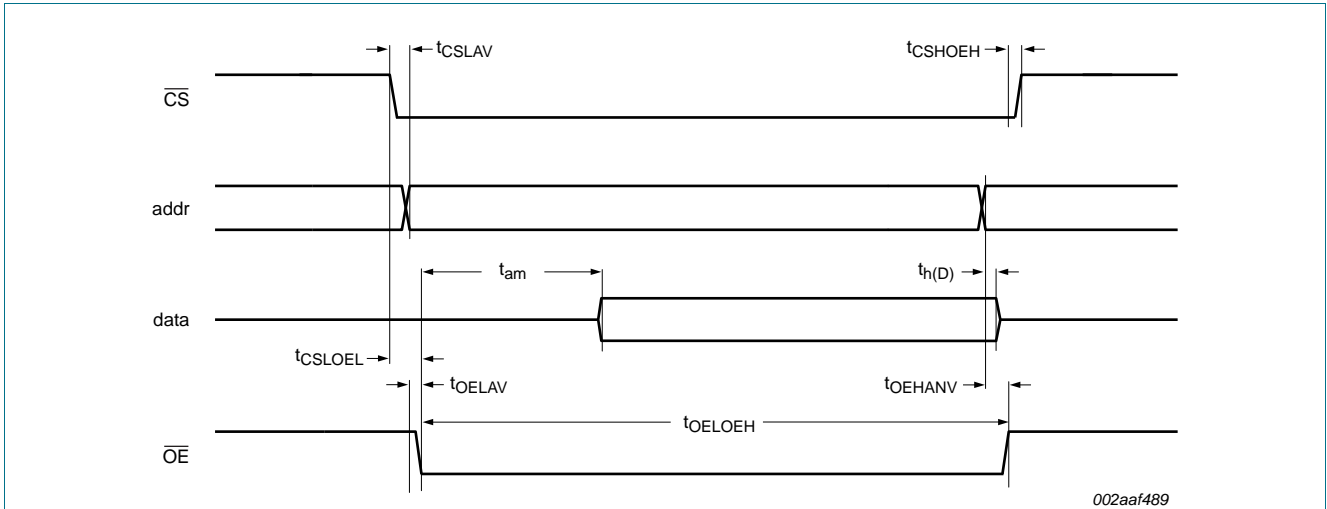 tCSLAV
tCSHOEH
CS
addr
tam
th(D)
data
tCSLOEL
tOELAV
tOEHANV
tOELOEH
OE
002aaf489